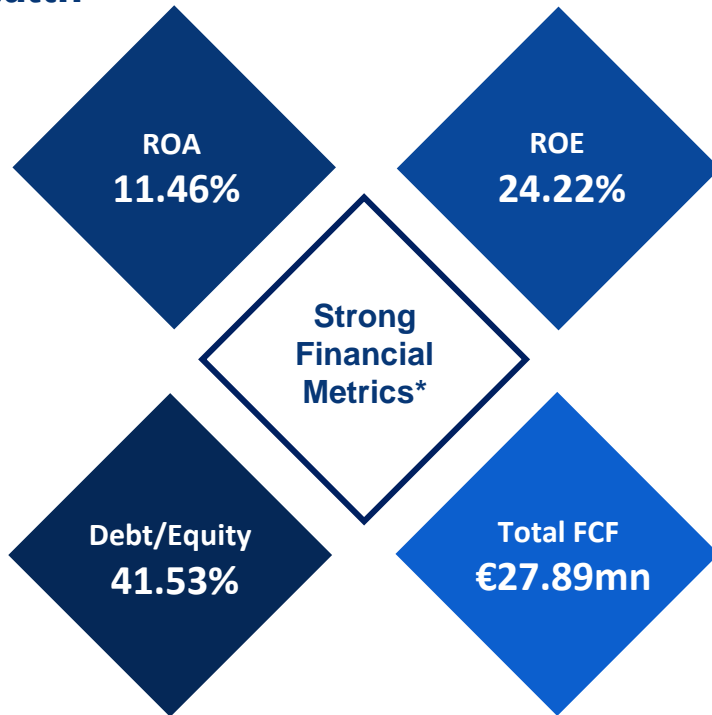 ROA
11.46%
ROE
24.22%
Strong
Financial
Metrics*
Debt/Equity
41.53%
Total FCF
€27.89mn